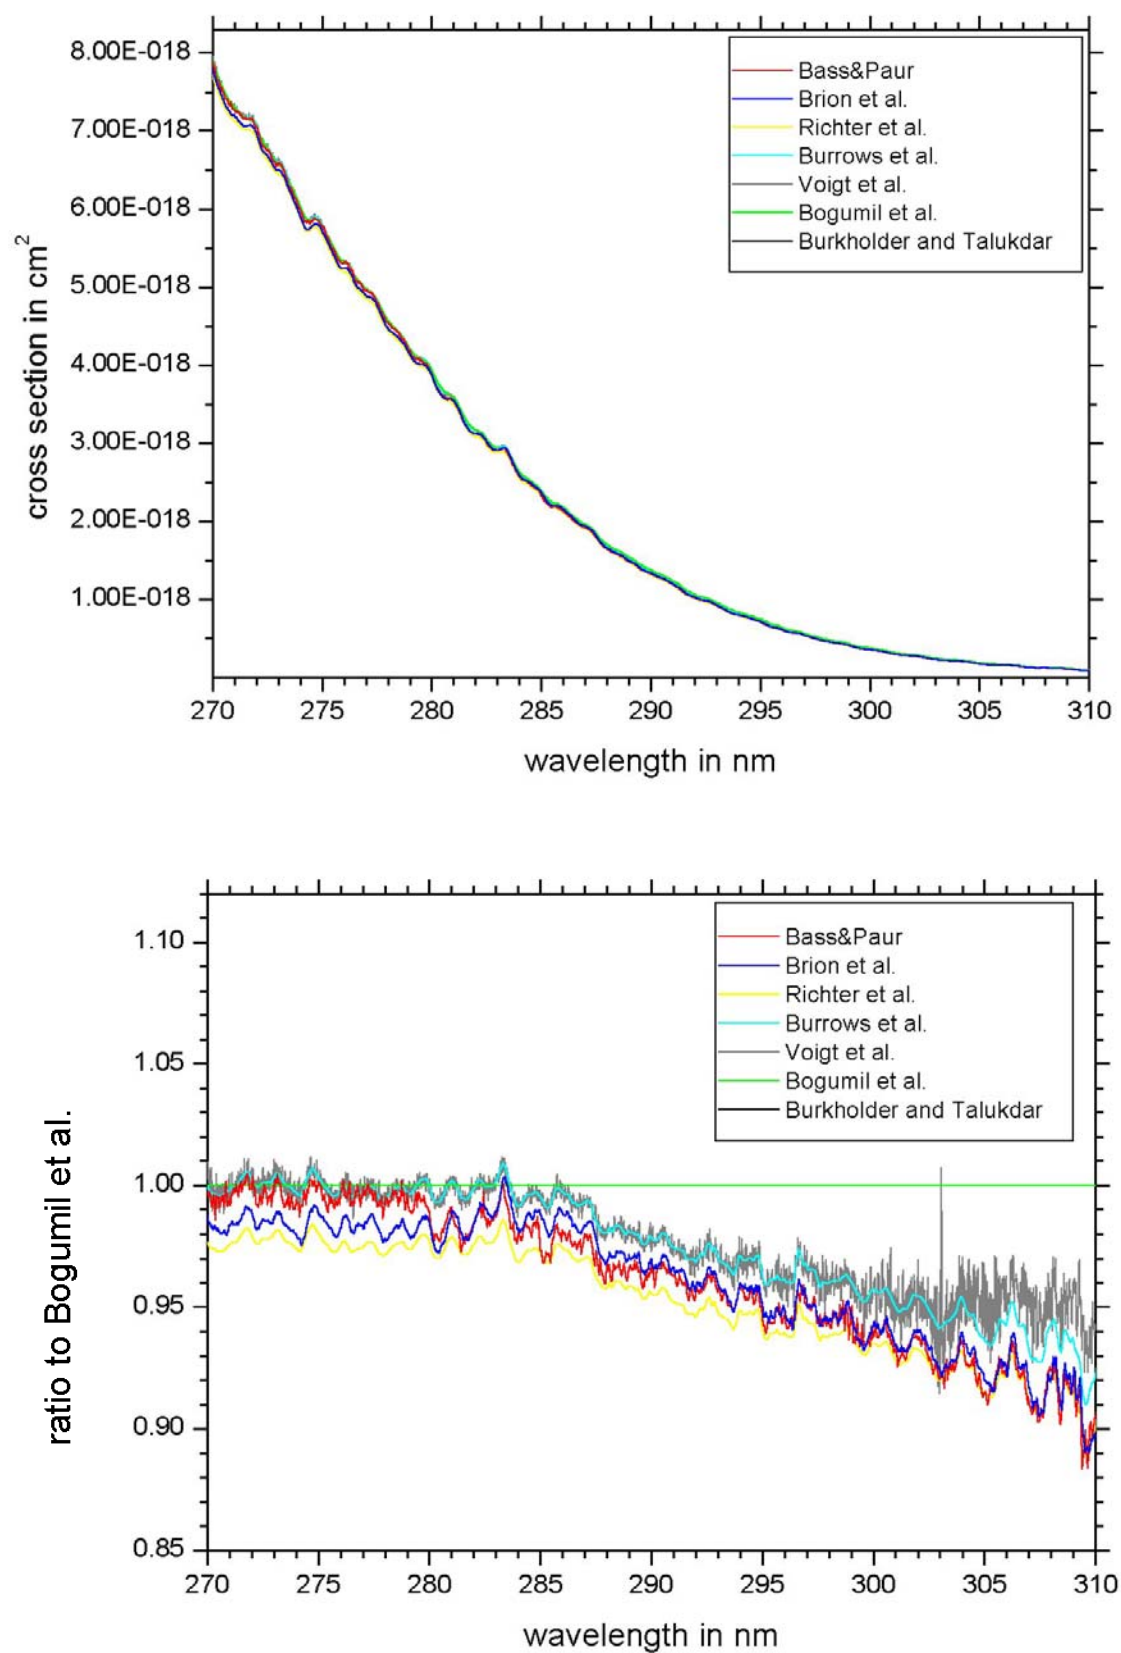 8.00E-018
7.00E-018
6.00E-018
5.00E-018
4.00E-018
3.00E-018
2.00E-018
1.00E-018
cross section in cm²
Bass&Paur
Brion et al.
Richter et al.
Burrows et al.
Voigt et al.
Bogumil et al.
Burkholder and Talukdar
270 275 280 285 290 295 300 305 310
wavelength in nm
1.10
1.05
1.00
0.95
0.90
0.85
ratio to Bogumil et al.
Bass&Paur
Brion et al.
Richter et al.
Burrows et al.
Voigt et al.
Bogumil et al.
Burkholder and Talukdar
270 275 280 285 290 295 300 305 310
wavelength in nm